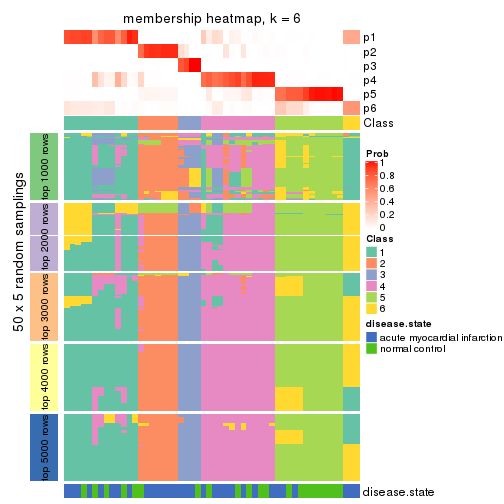 membership heatmap, k = 6
p1
p2
p3
p4
p5
p6
Class
50 x 5 random samplings
top 1000 rows
top 2000 rows
top 3000 rows
top 4000 rows
top 5000 rows
Prob
1
0.8
0.6
0.4
0.2
0
Class
1
2
3
4
5
6
disease.state
acute myocardial infarction
normal control
disease.state